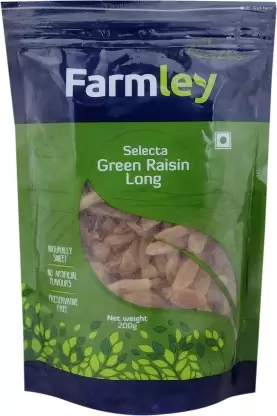 Farmley
Selecta
Green Raisin
Long
NATURALLY
SWEET
NO ARTIFICIAL
FLAVOURS
PRESERVATIVE
FREE
Net weight
200g